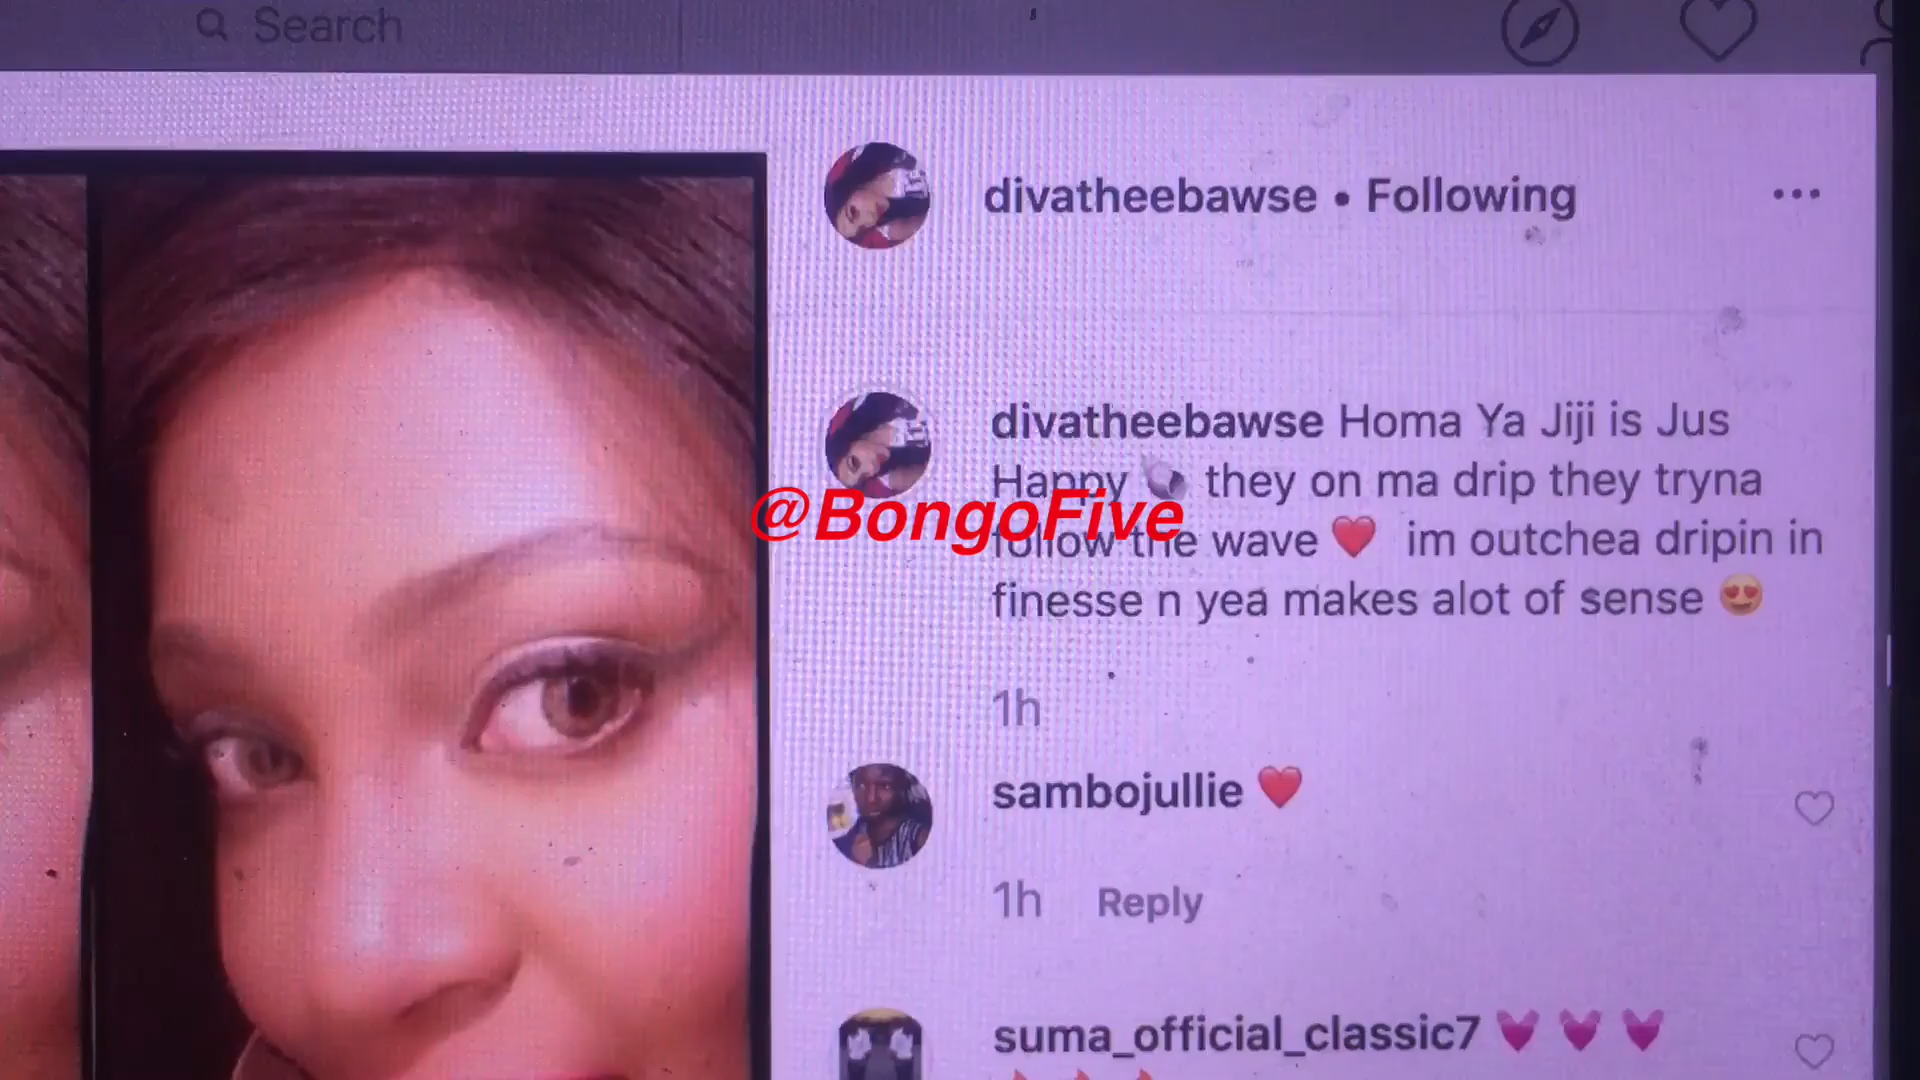 Search
divatheebawse • Following
divatheebawse Homa Ya Jiji is Jus
Happy 🐚 they on ma drip they tryna
@BongoFive
follow the wave ❤️ im outchea dripin in
finesse n yea makes alot of sense 😍
1h
sambojullie ❤️
1h Reply
suma_official_classic7 💓 💓 💓